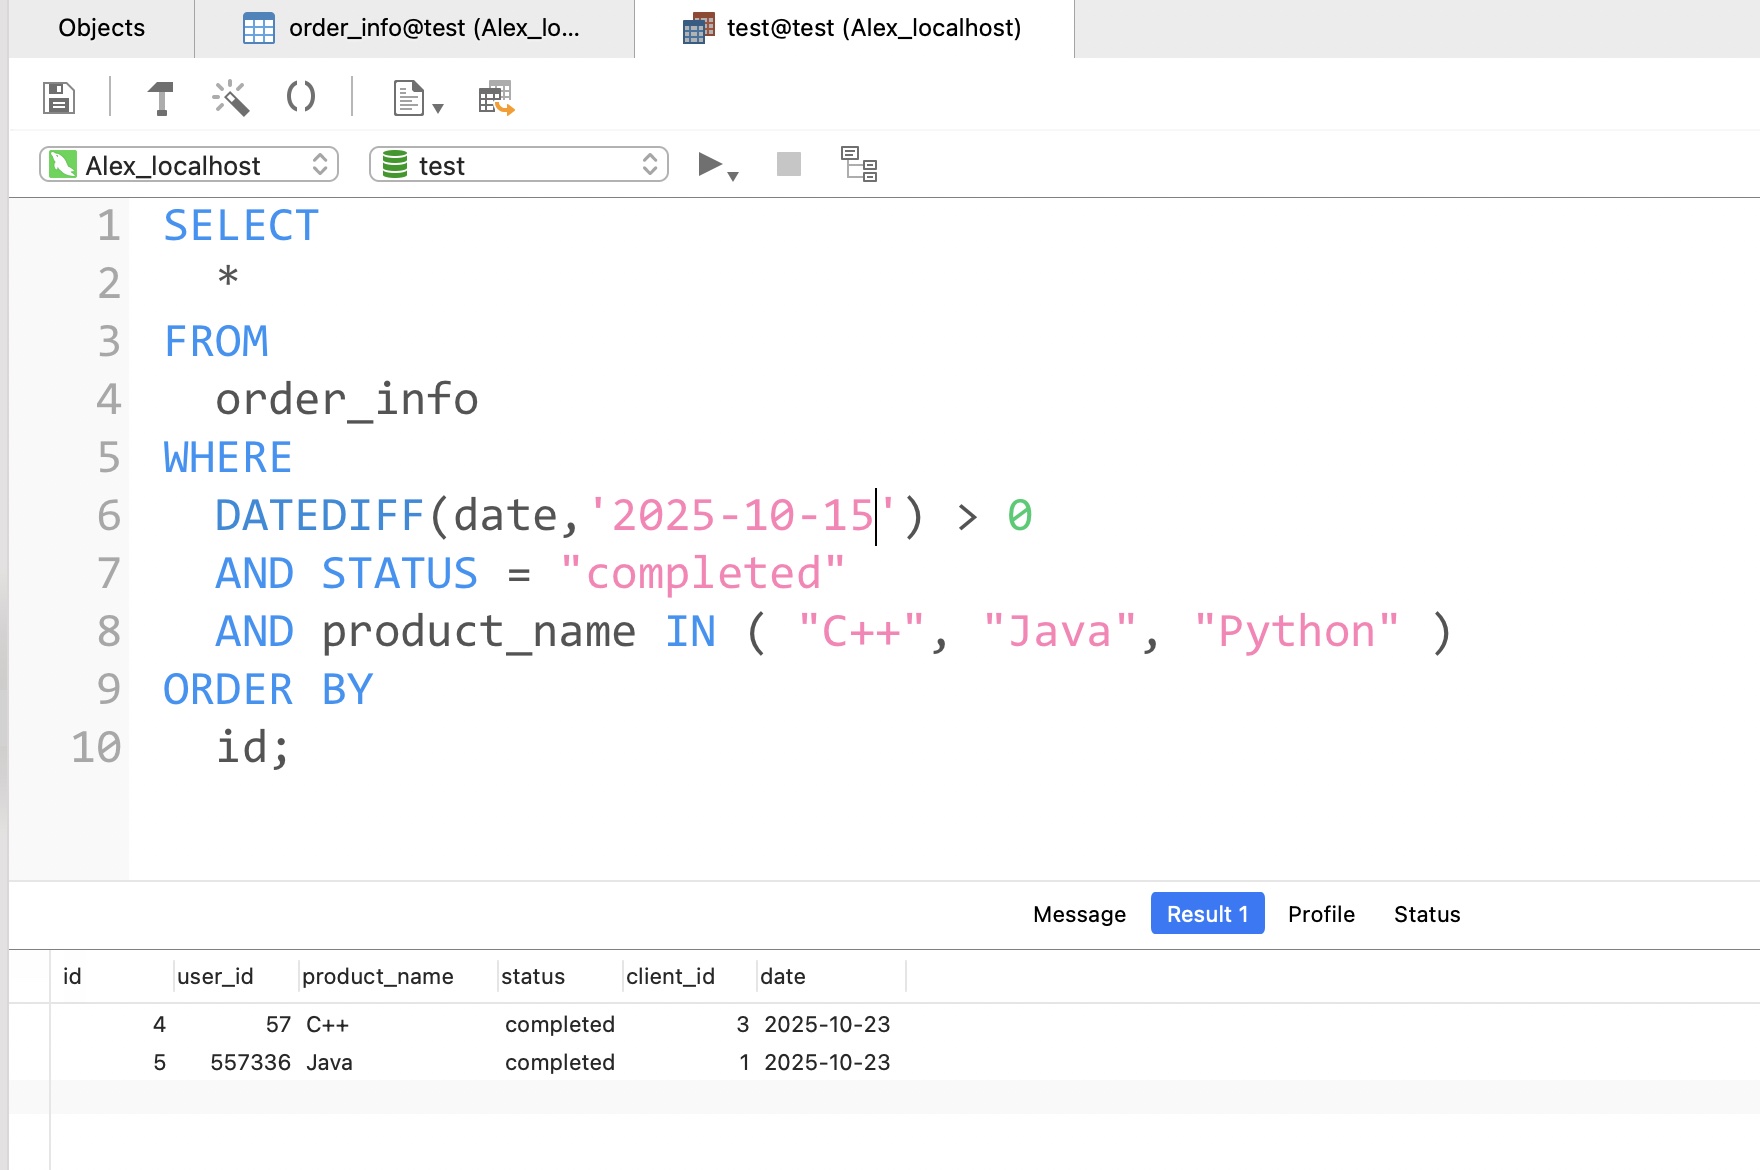 Objects
order_info@test (Alex_lo...
test@test (Alex_localhost)
Alex_localhost
test
1 SELECT
2 *
3 FROM
4 order_info
5 WHERE
6 DATEDIFF(date,'2025-10-15') > 0
7 AND STATUS = "completed"
8 AND product_name IN ( "C++", "Java", "Python" )
9 ORDER BY
10 id;
Message Result 1 Profile Status
id user_id product_name status client_id date
4 57 C++ completed 3 2025-10-23
5 557336 Java completed 1 2025-10-23